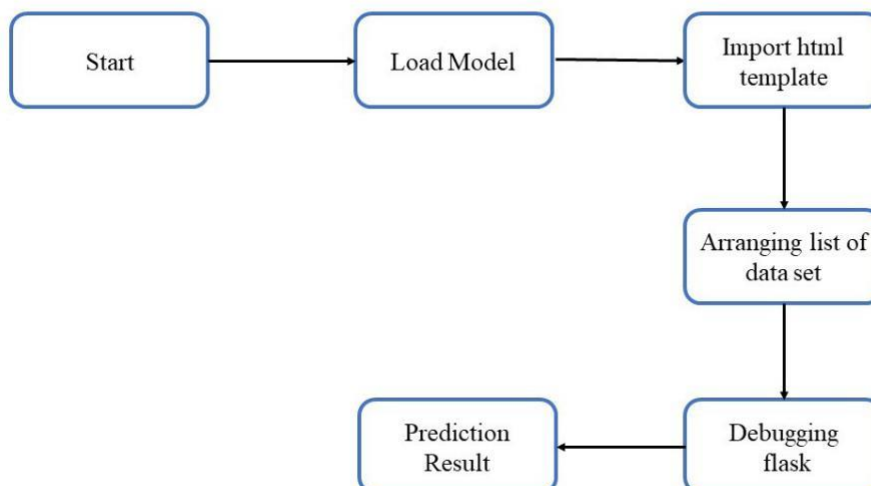 Start
Load Model
Import html
template
Arranging list of
data set
Debugging
flask
Prediction
Result